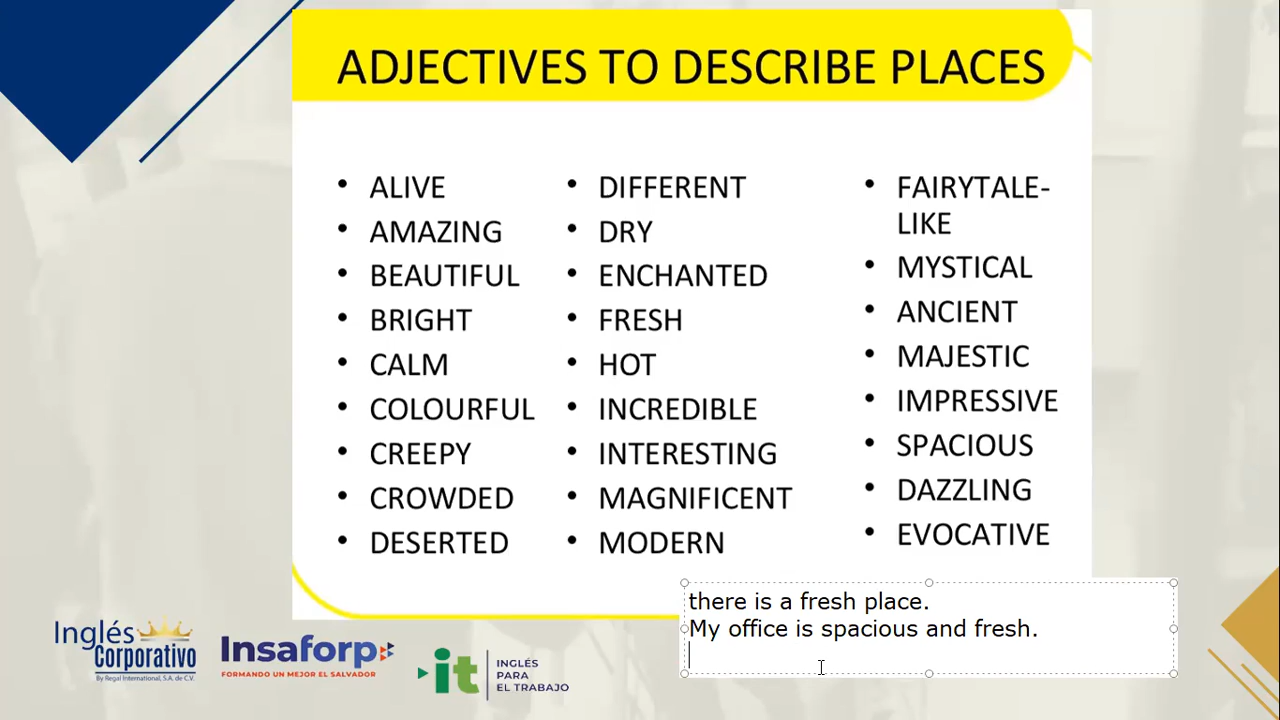 ADJECTIVES TO DESCRIBE PLACES
• ALIVE
• AMAZING
• BEAUTIFUL
• BRIGHT
• CALM
• COLOURFUL
• CREEPY
• CROWDED
• DESERTED
• DIFFERENT
• DRY
• ENCHANTED
• FRESH
• HOT
• INCREDIBLE
• INTERESTING
• MAGNIFICENT
• MODERN
• FAIRYTALE-
LIKE
• MYSTICAL
• ANCIENT
• MAJESTIC
• IMPRESSIVE
• SPACIOUS
• DAZZLING
• EVOCATIVE
there is a fresh place.
My office is spacious and fresh.
Inglés
Corporativo
By Regal International, S.A. de C.V.
Insaforp
FORMANDO UN MEJOR EL SALVADOR
it
INGLÉS
PARA
EL TRABAJO